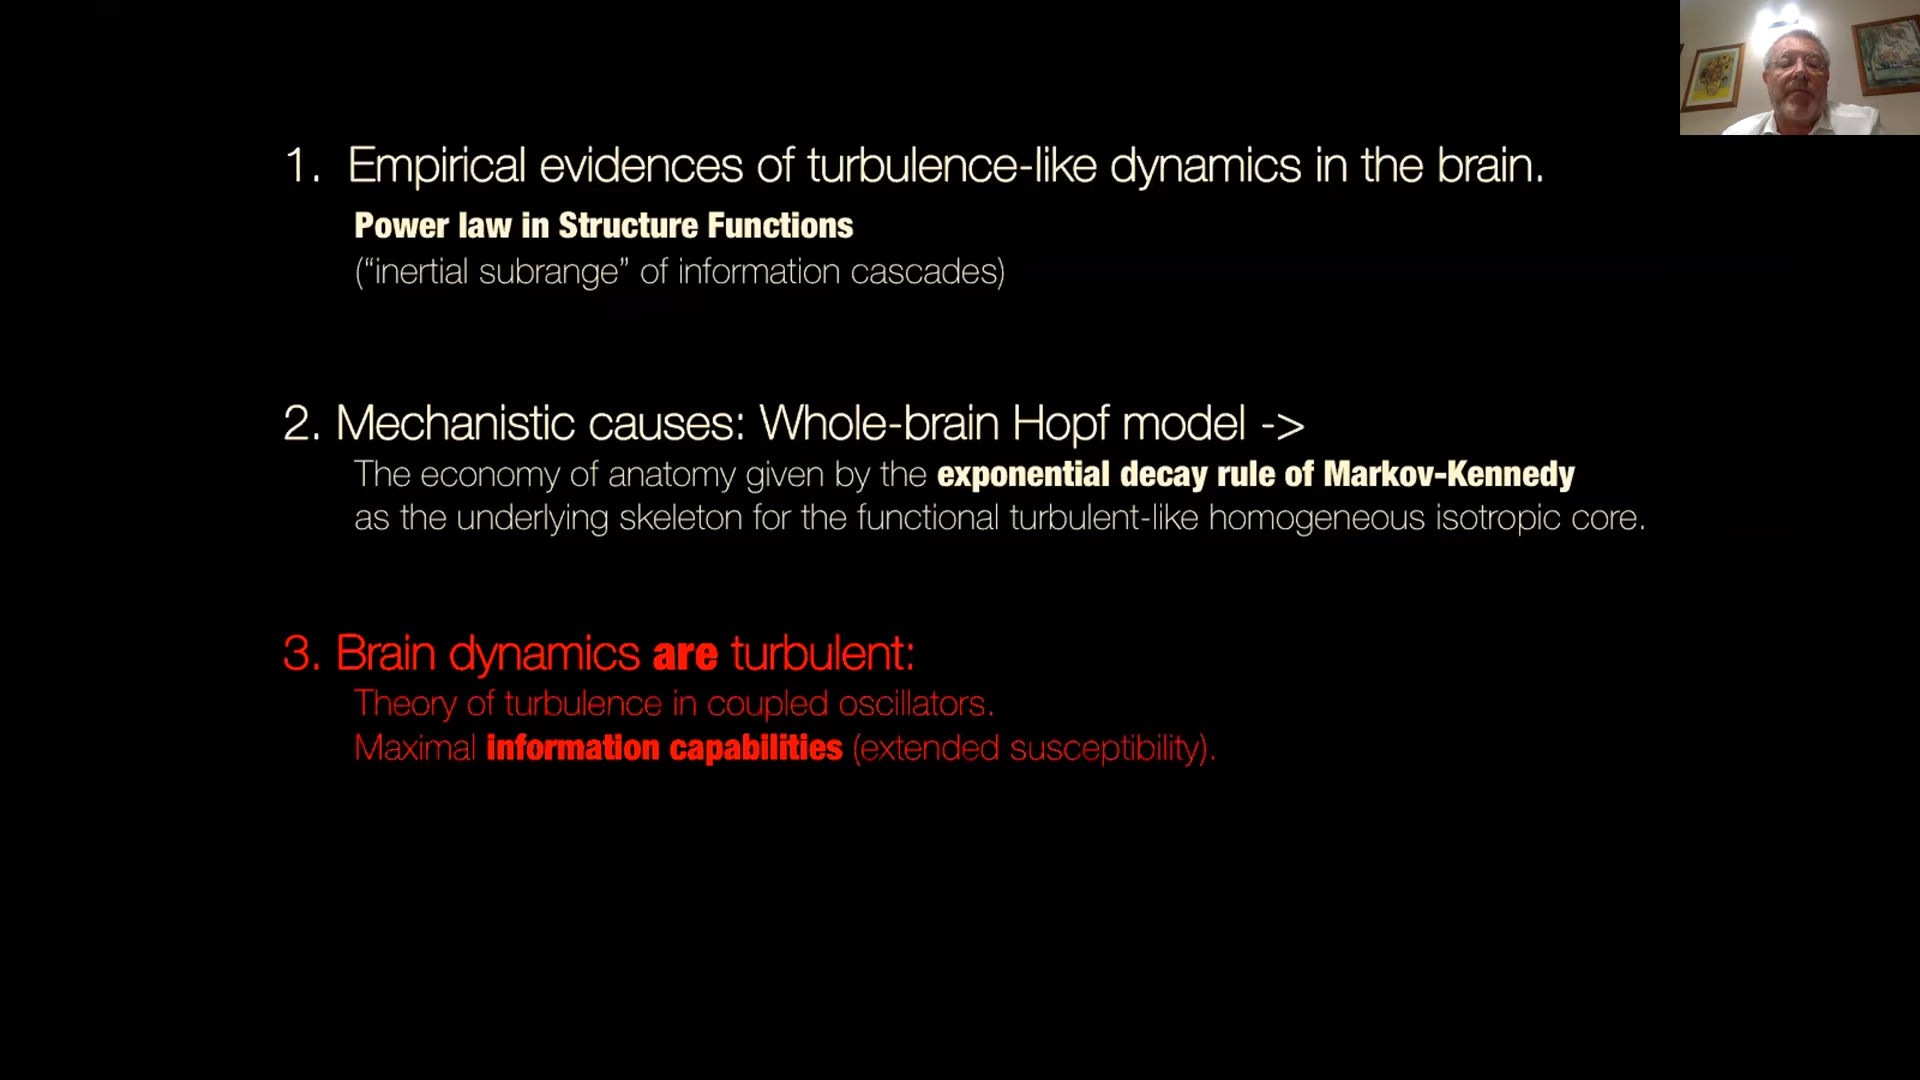 1. Empirical evidences of turbulence-like dynamics in the brain.
Power law in Structure Functions
(“inertial subrange” of information cascades)
2. Mechanistic causes: Whole-brain Hopf model ->
The economy of anatomy given by the exponential decay rule of Markov-Kennedy
as the underlying skeleton for the functional turbulent-like homogeneous isotropic core.
3. Brain dynamics are turbulent:
Theory of turbulence in coupled oscillators.
Maximal information capabilities (extended susceptibility).